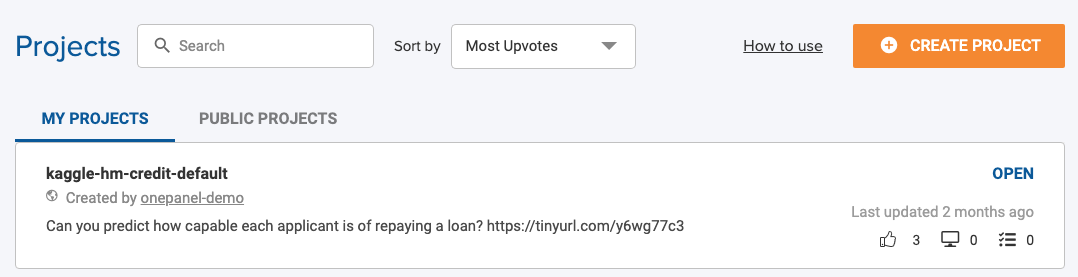 Projects Search Sort by Most Upvotes How to use CREATE PROJECT
MY PROJECTS PUBLIC PROJECTS
kaggle-hm-credit-default OPEN
Created by onepanel-demo
Last updated 2 months ago
Can you predict how capable each applicant is of repaying a loan? https://tinyurl.com/y6wg77c3
3 0 0